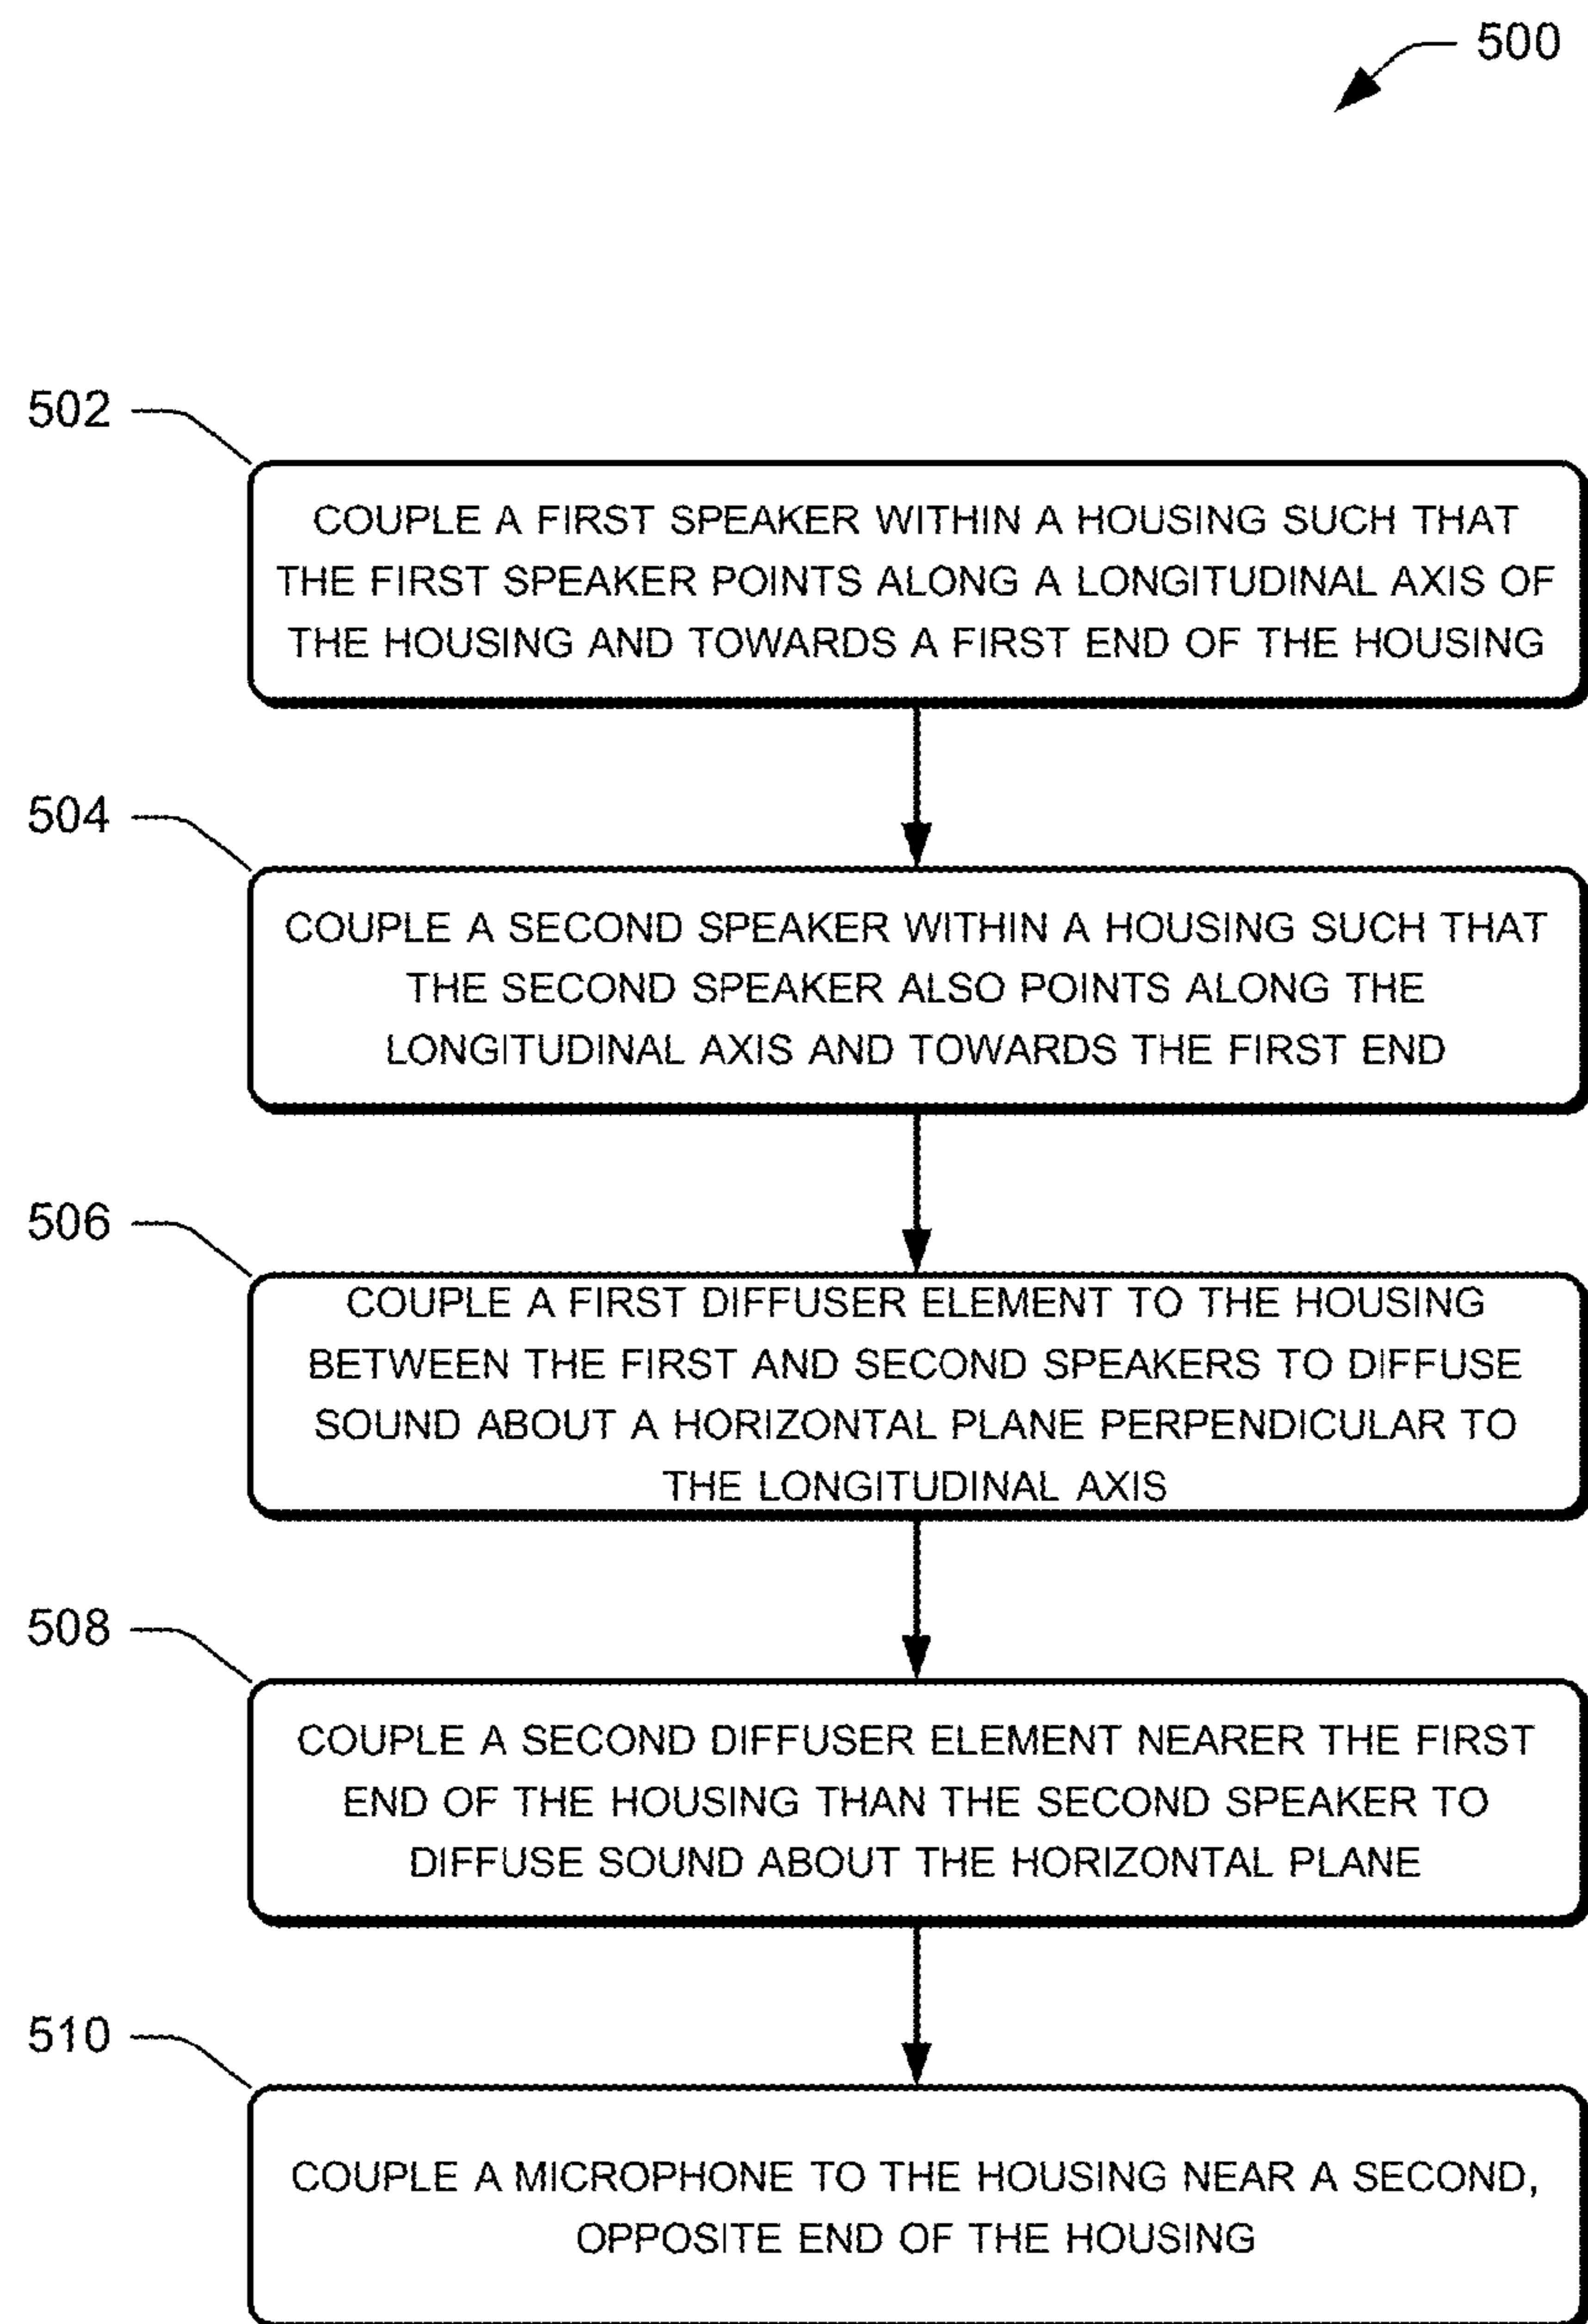 500
502
COUPLE A FIRST SPEAKER WITHIN A HOUSING SUCH THAT
THE FIRST SPEAKER POINTS ALONG A LONGITUDINAL AXIS OF
THE HOUSING AND TOWARDS A FIRST END OF THE HOUSING
504
COUPLE A SECOND SPEAKER WITHIN A HOUSING SUCH THAT
THE SECOND SPEAKER ALSO POINTS ALONG THE
LONGITUDINAL AXIS AND TOWARDS THE FIRST END
506
COUPLE A FIRST DIFFUSER ELEMENT TO THE HOUSING
BETWEEN THE FIRST AND SECOND SPEAKERS TO DIFFUSE
SOUND ABOUT A HORIZONTAL PLANE PERPENDICULAR TO
THE LONGITUDINAL AXIS
508
COUPLE A SECOND DIFFUSER ELEMENT NEARER THE FIRST
END OF THE HOUSING THAN THE SECOND SPEAKER TO
DIFFUSE SOUND ABOUT THE HORIZONTAL PLANE
510
COUPLE A MICROPHONE TO THE HOUSING NEAR A SECOND,
OPPOSITE END OF THE HOUSING